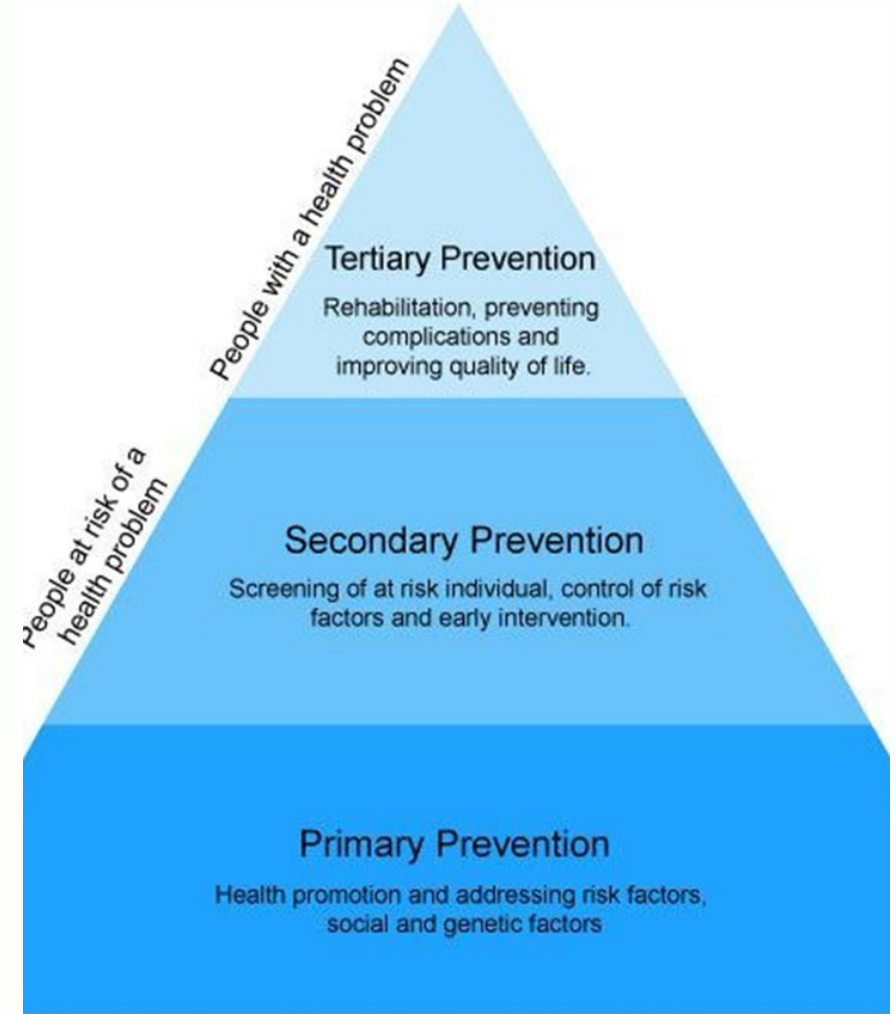 People with a health problem
Tertiary Prevention
Rehabilitation, preventing
complications and
improving quality of life.
People at risk of a
health problem
Secondary Prevention
Screening of at risk individual, control of risk
factors and early intervention.
Primary Prevention
Health promotion and addressing risk factors,
social and genetic factors